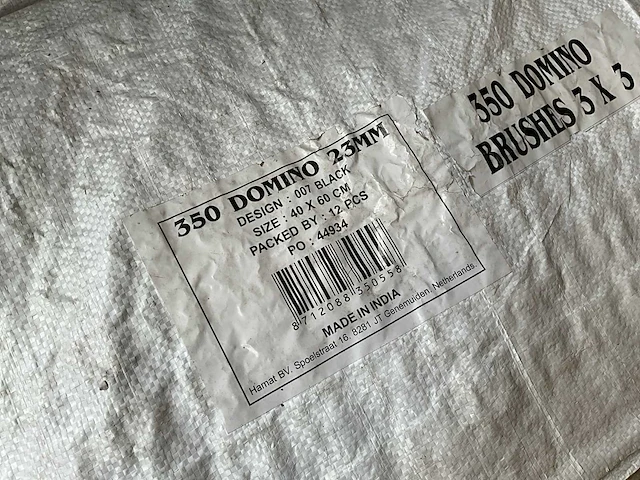 350 DOMINO 23MM
DESIGN : 007 BLACK
SIZE : 40 X 60 CM
PACKED BY : 12 PCS
PO : 44934
8 712088 350558
MADE IN INDIA
Hamat BV. Spoelstraat 16, 8281 JT Genemuiden, Netherlands
350 DOMINO
BRUSHES 3 X 3